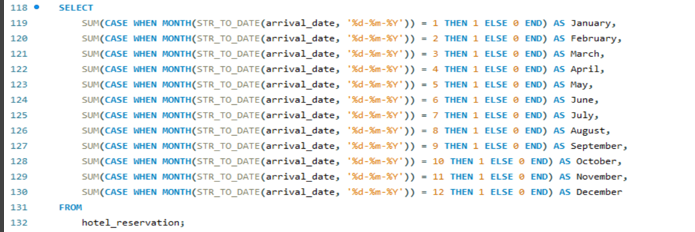 118 SELECT
119 SUM(CASE WHEN MONTH(STR_TO_DATE(arrival_date, '%d-%m-%Y')) = 1 THEN 1 ELSE 0 END) AS January,
120 SUM(CASE WHEN MONTH(STR_TO_DATE(arrival_date, '%d-%m-%Y')) = 2 THEN 1 ELSE 0 END) AS February,
121 SUM(CASE WHEN MONTH(STR_TO_DATE(arrival_date, '%d-%m-%Y')) = 3 THEN 1 ELSE 0 END) AS March,
122 SUM(CASE WHEN MONTH(STR_TO_DATE(arrival_date, '%d-%m-%Y')) = 4 THEN 1 ELSE 0 END) AS April,
123 SUM(CASE WHEN MONTH(STR_TO_DATE(arrival_date, '%d-%m-%Y')) = 5 THEN 1 ELSE 0 END) AS May,
124 SUM(CASE WHEN MONTH(STR_TO_DATE(arrival_date, '%d-%m-%Y')) = 6 THEN 1 ELSE 0 END) AS June,
125 SUM(CASE WHEN MONTH(STR_TO_DATE(arrival_date, '%d-%m-%Y')) = 7 THEN 1 ELSE 0 END) AS July,
126 SUM(CASE WHEN MONTH(STR_TO_DATE(arrival_date, '%d-%m-%Y')) = 8 THEN 1 ELSE 0 END) AS August,
127 SUM(CASE WHEN MONTH(STR_TO_DATE(arrival_date, '%d-%m-%Y')) = 9 THEN 1 ELSE 0 END) AS September,
128 SUM(CASE WHEN MONTH(STR_TO_DATE(arrival_date, '%d-%m-%Y')) = 10 THEN 1 ELSE 0 END) AS October,
129 SUM(CASE WHEN MONTH(STR_TO_DATE(arrival_date, '%d-%m-%Y')) = 11 THEN 1 ELSE 0 END) AS November,
130 SUM(CASE WHEN MONTH(STR_TO_DATE(arrival_date, '%d-%m-%Y')) = 12 THEN 1 ELSE 0 END) AS December
131 FROM
132 hotel_reservation;